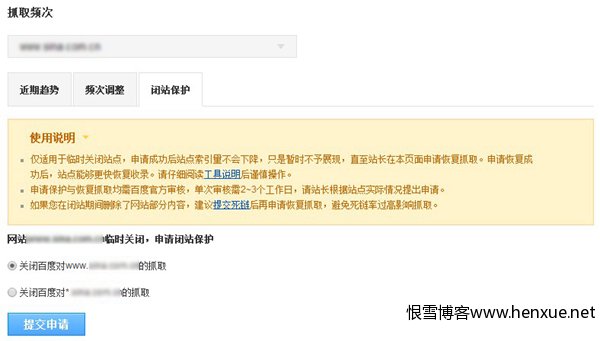 抓取频次
近期趋势 频次调整 闭站保护
使用说明
仅适用于临时关闭站点，申请成功后站点索引量不会下降，只是暂时不予展现，直至站长在本页面申请恢复抓取。申请恢复成
功后，站点能够更快恢复收录。请仔细阅读工具说明后谨慎操作。
申请保护与恢复抓取均需百度官方审核，单次审核需2~3个工作日，请站长根据站点实际情况提出申请。
如果您在闭站期间删除了网站部分内容，建议提交死链后再申请恢复抓取，避免死链率过高影响抓取。
网站临时关闭，申请闭站保护
关闭百度对www.的抓取
关闭百度对*.的抓取
提交申请
恨雪博客www.henxue.net